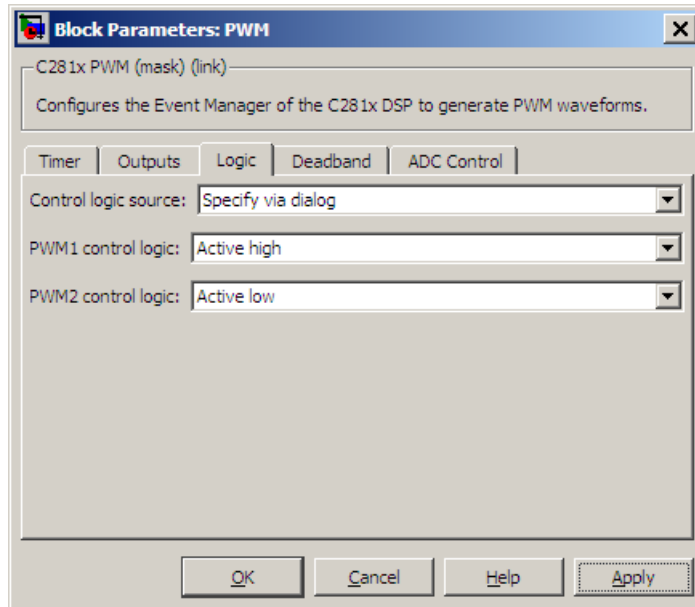 Block Parameters: PWM
C281x PWM (mask) (link)
Configures the Event Manager of the C281x DSP to generate PWM waveforms.
Timer Outputs Logic Deadband ADC Control
Control logic source: Specify via dialog
PWM1 control logic: Active high
PWM2 control logic: Active low
OK Cancel Help Apply